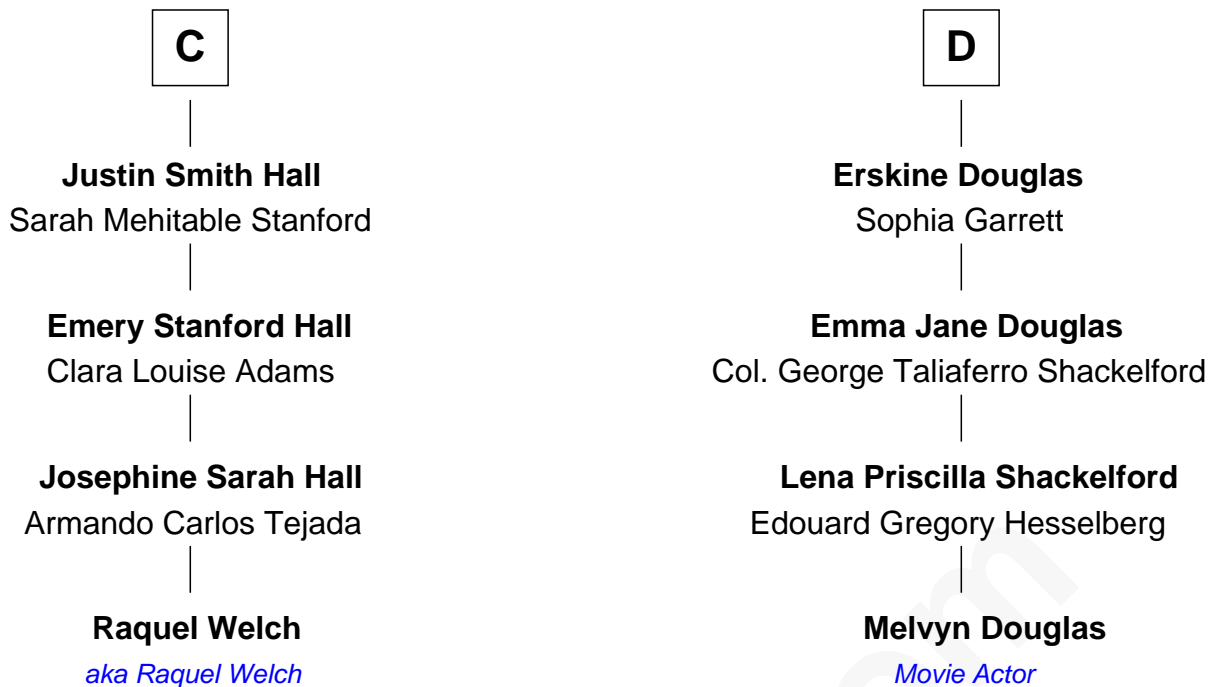 C
Justin Smith Hall
Sarah Mehitable Stanford
Emery Stanford Hall
Clara Louise Adams
Josephine Sarah Hall
Armando Carlos Tejada
Raquel Welch
aka Raquel Welch
D
Erskine Douglas
Sophia Garrett
Emma Jane Douglas
Col. George Taliaferro Shackelford
Lena Priscilla Shackelford
Edouard Gregory Hesselberg
Melvyn Douglas
Movie Actor